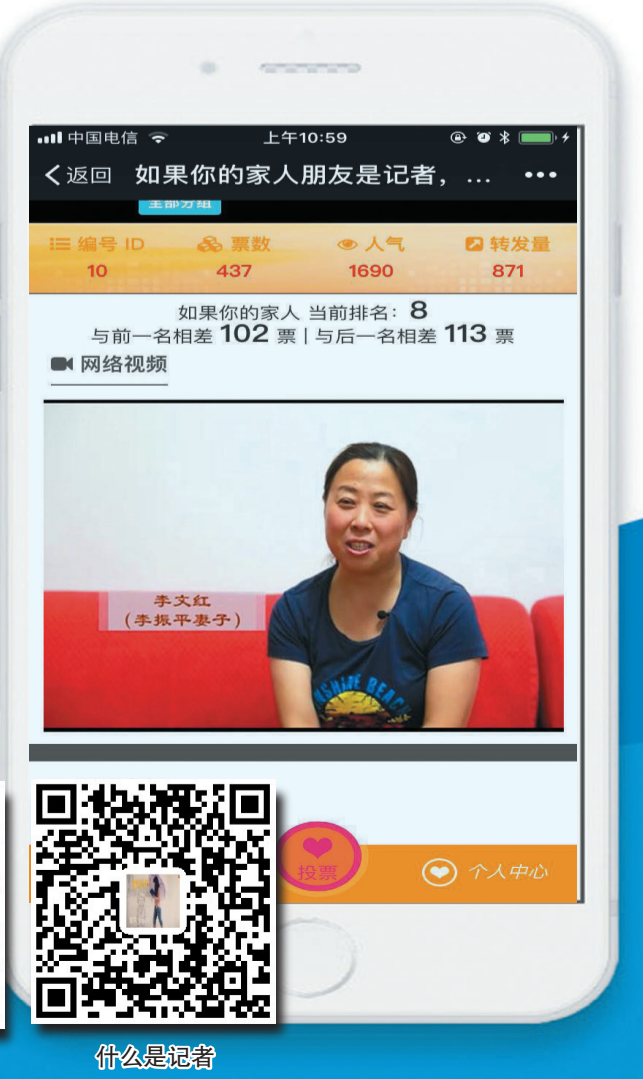 中国电信 上午10:59
返回 如果你的家人朋友是记者，... •••
全部分组
编号 ID 票数 人气 转发量
10 437 1690 871
如果你的家人 当前排名：8
与前一名相差 102 票 | 与后一名相差 113 票
网络视频
李文红
(李振平妻子)
SHINE BEAC
投票
个人中心
什么是记者